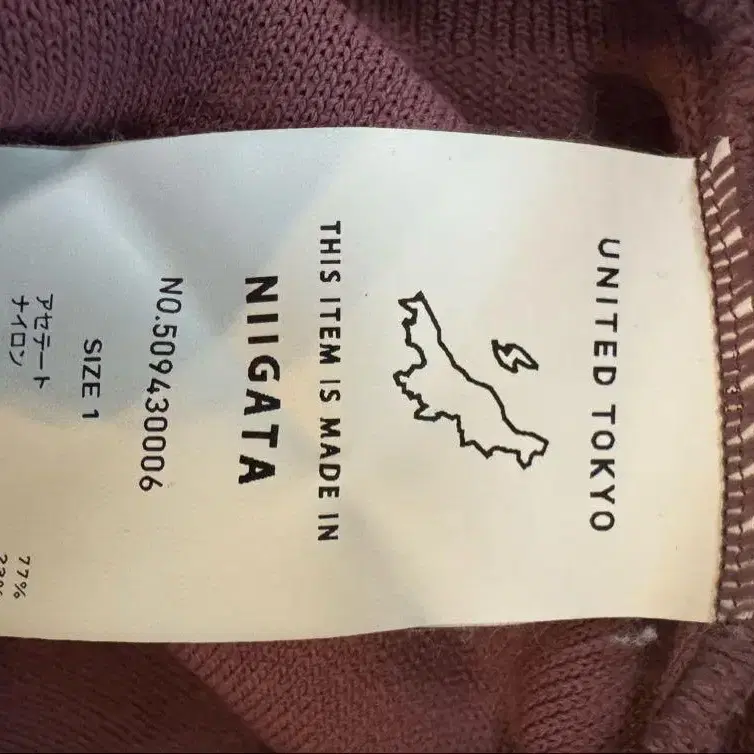 UNITED TOKYO
THIS ITEM IS MADE IN
NIIGATA
NO.509430006
SIZE 1
アセテート 77%
ナイロン